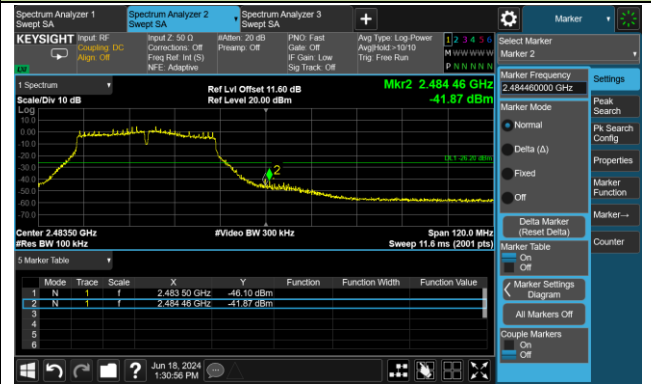 Spectrum Analyzer 1
Swept SA
Spectrum Analyzer 2
Swept SA
Spectrum Analyzer 3
Swept SA
Marker
KEYSIGHT
Input: RF
Coupling: DC
Align: Off
Input Z: 50 Ω
Corrections: Off
Freq Ref: Int (S)
NFE: Adaptive
#Atten: 20 dB
Preamp: Off
PNO: Fast
Gate: Off
IF Gain: Low
Sig Track: Off
Avg Type: Log-Power
Avg|Hold:>10/10
Trig: Free Run
1 2 3 4 5 6
M W W W W W
P N N N N N
Select Marker
Marker 2
1 Spectrum
Scale/Div 10 dB
Log
Ref Lvl Offset 11.60 dB
Ref Level 20.00 dBm
Mkr2 2.484 46 GHz
-41.87 dBm
10.0
0.00
-10.0
-20.0
-30.0
-40.0
-50.0
-60.0
-70.0
DL1 -26.20 dBm
2
Center 2.48350 GHz
#Res BW 100 kHz
#Video BW 300 kHz
Span 120.0 MHz
Sweep 11.6 ms (2001 pts)
5 Marker Table
Mode Trace Scale X Y Function Function Width Function Value
1 N 1 f 2.483 50 GHz -46.10 dBm
2 N 1 f 2.484 46 GHz -41.87 dBm
3
4
5
6
Marker Frequency
2.484460000 GHz
Marker Mode
Normal
Delta (Δ)
Fixed
Off
Delta Marker
(Reset Delta)
Marker Table
On
Off
Marker Settings
Diagram
All Markers Off
Couple Markers
On
Off
Settings
Peak
Search
Pk Search
Config
Properties
Marker
Function
Marker→
Counter
Jun 18, 2024
1:30:56 PM